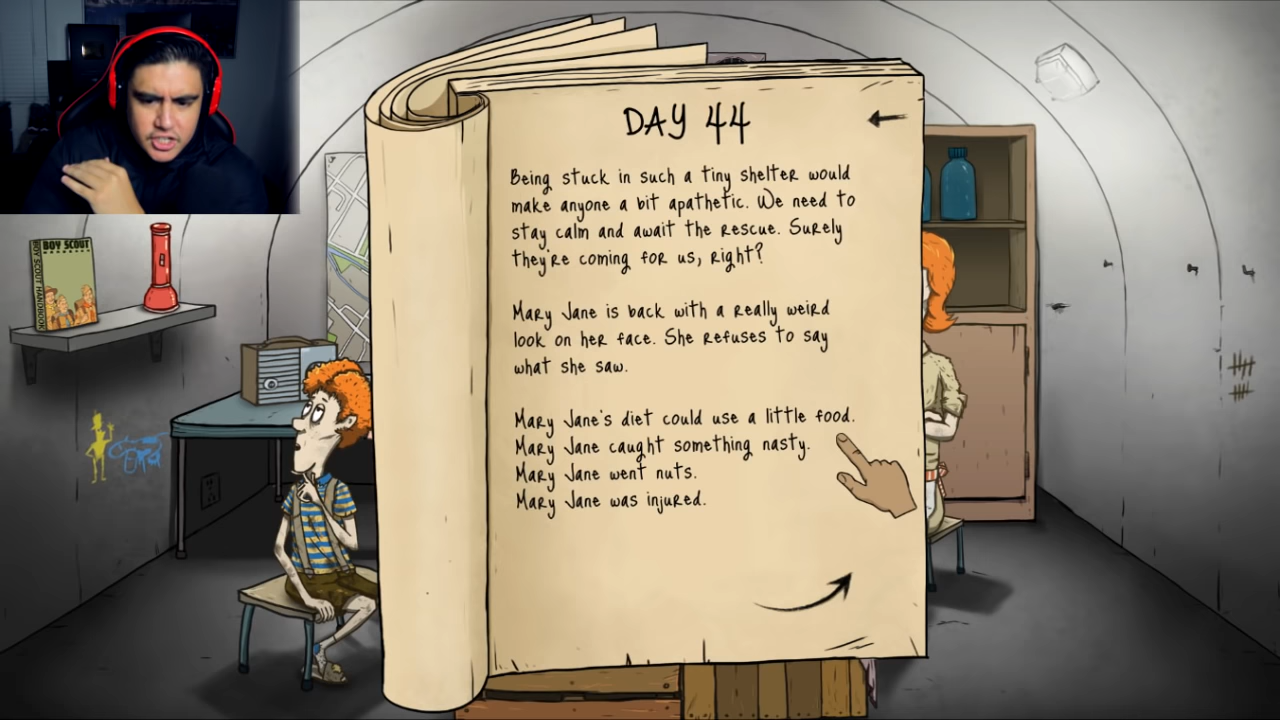 DAY 44
Being stuck in such a tiny shelter would
make anyone a bit apathetic. We need to
stay calm and await the rescue. Surely
they're coming for us, right?
Mary Jane is back with a really weird
look on her face. She refuses to say
what she saw.
Mary Jane's diet could use a little food.
Mary Jane caught something nasty.
Mary Jane went nuts.
Mary Jane was injured.
BOY SCOUT
BOY SCOUT HANDBOOK